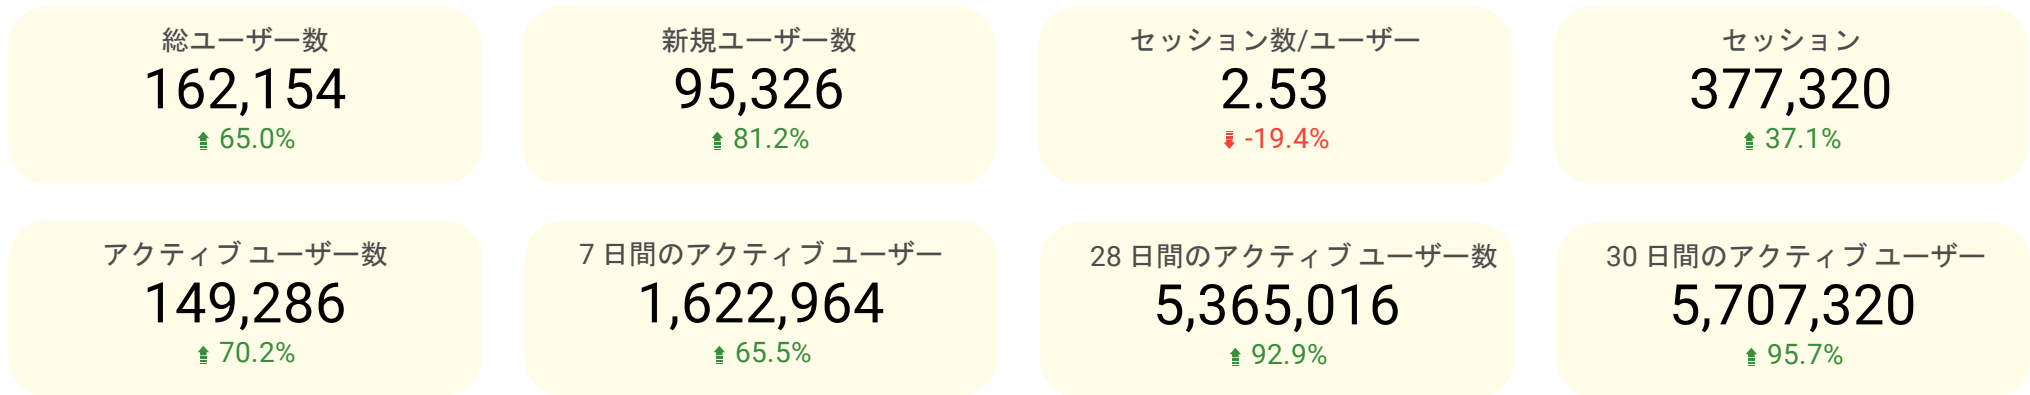 総ユーザー数
162,154
65.0%
新規ユーザー数
95,326
81.2%
セッション数/ユーザー
2.53
-19.4%
セッション
377,320
37.1%
アクティブ ユーザー数
149,286
70.2%
7 日間のアクティブ ユーザー
1,622,964
65.5%
28 日間のアクティブ ユーザー数
5,365,016
92.9%
30 日間のアクティブ ユーザー
5,707,320
95.7%